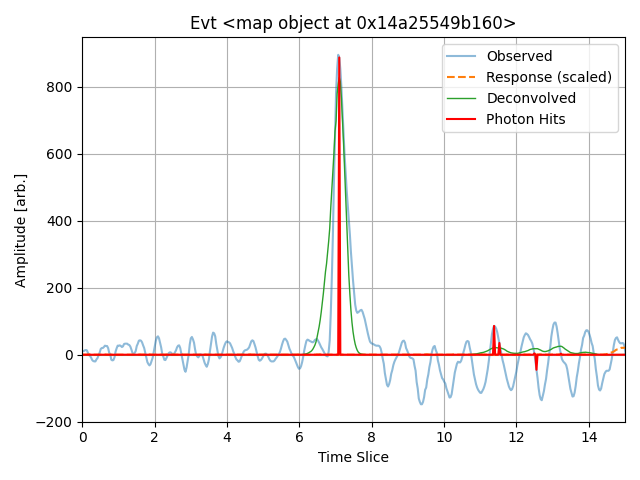 Evt <map object at 0x14a25549b160>
Observed
Response (scaled)
Deconvolved
Photon Hits
Amplitude [arb.]
800
600
400
200
0
−200
0 2 4 6 8 10 12 14
Time Slice